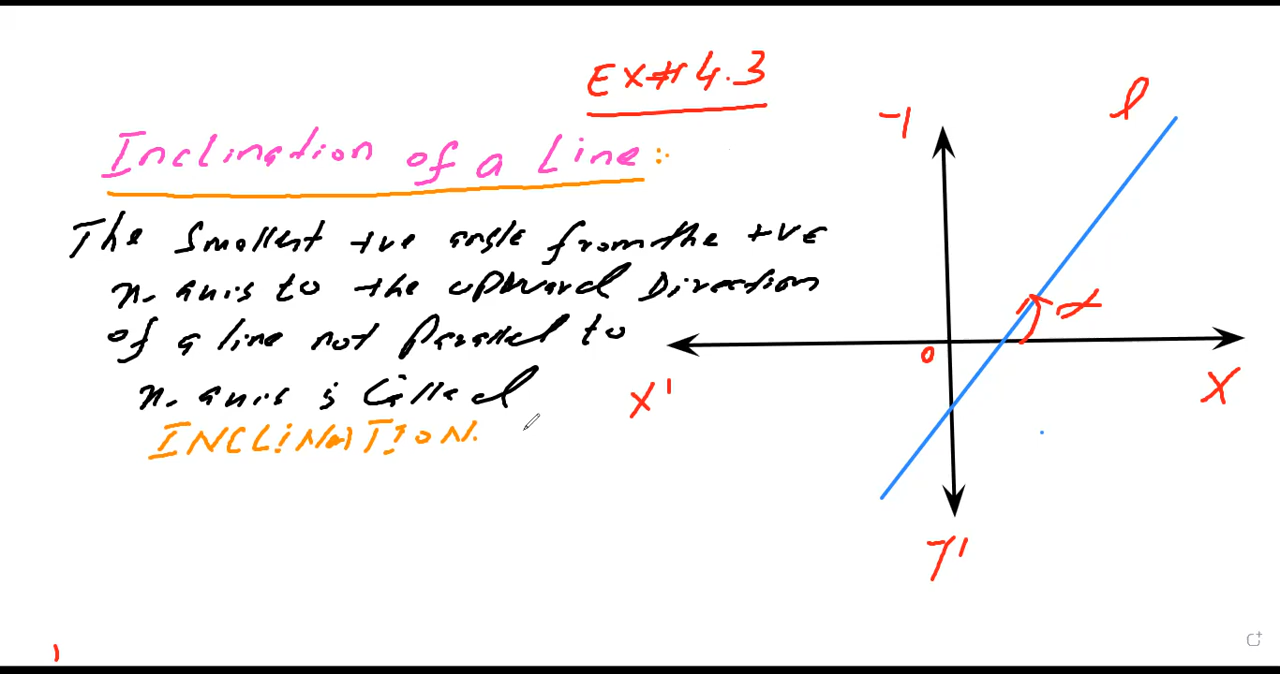 Ex# 4.3
Inclination of a Line:
The smallest +ve angle from the +ve
x. axis to the upward Direction
of a line not Parallel to
x. axis is Called
INCLINATION.
l
α
o
X'
X
Y'